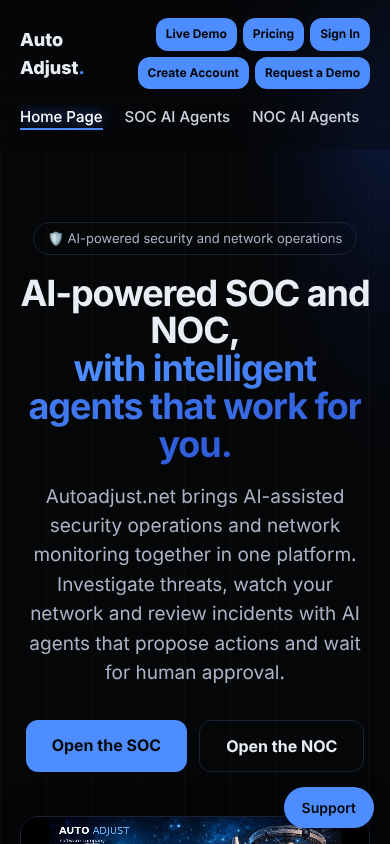 Auto
Adjust.
Live Demo
Pricing
Sign In
Create Account
Request a Demo
Home Page
SOC AI Agents
NOC AI Agents
🛡️ AI-powered security and network operations
AI-powered SOC and
NOC,
with intelligent
agents that work for
you.
Autoadjust.net brings AI-assisted
security operations and network
monitoring together in one platform.
Investigate threats, watch your
network and review incidents with AI
agents that propose actions and wait
for human approval.
Open the SOC
Open the NOC
Support
AUTO ADJUST
software company